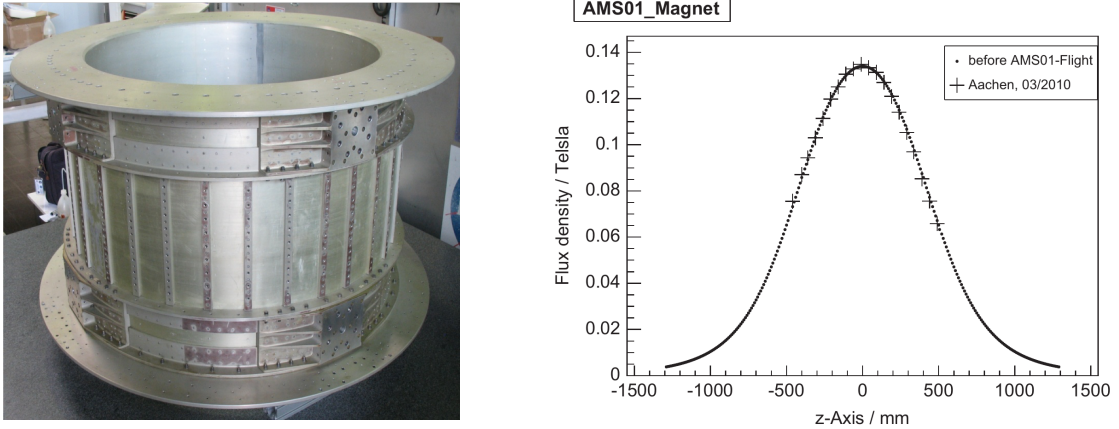 AMS01_Magnet
0.14
0.12
0.1
0.08
0.06
0.04
0.02
0
Flux density / Telsla
before AMS01-Flight
Aachen, 03/2010
-1500 -1000 -500 0 500 1000 1500
z-Axis / mm